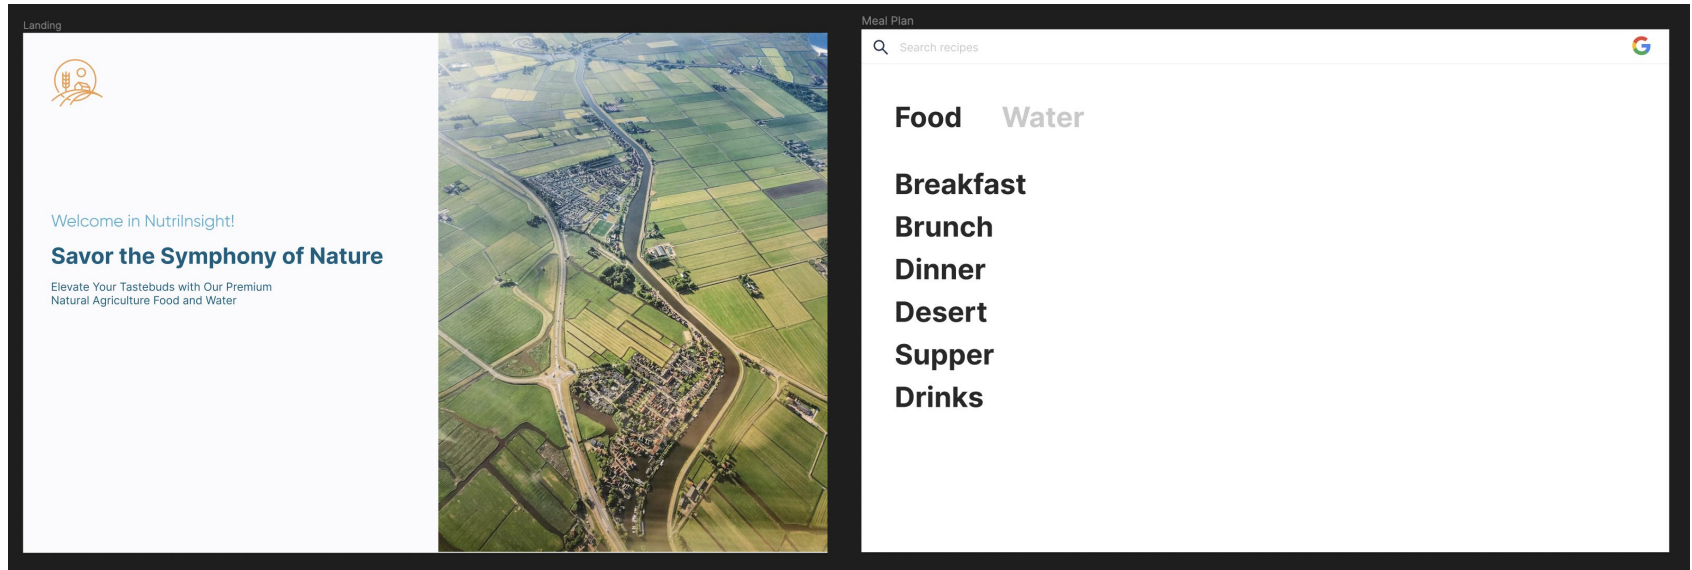 Landing
Welcome in NutriInsight!
Savor the Symphony of Nature
Elevate Your Tastebuds with Our Premium
Natural Agriculture Food and Water
Meal Plan
Search recipes
Food Water
Breakfast
Brunch
Dinner
Desert
Supper
Drinks